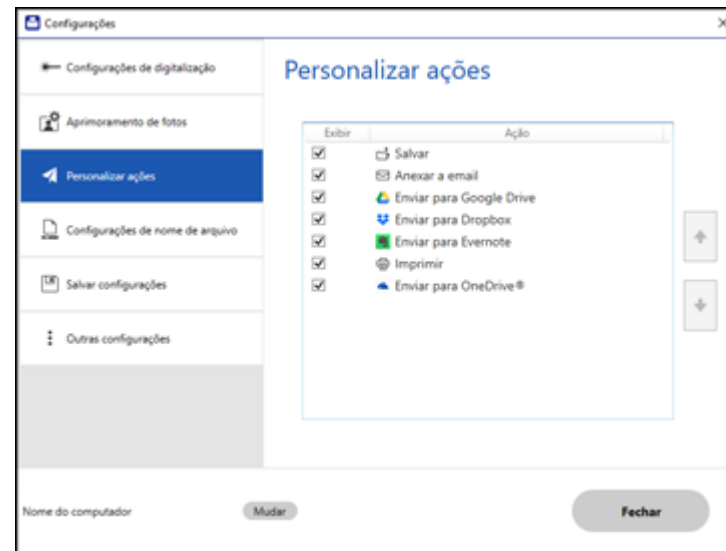 Configurações
Configurações de digitalização
Aprimoramento de fotos
Personalizar ações
Configurações de nome de arquivo
Salvar configurações
Outras configurações
Personalizar ações
Exibir Ação
Salvar
Anexar a email
Enviar para Google Drive
Enviar para Dropbox
Enviar para Evernote
Imprimir
Enviar para OneDrive®
Nome do computador Mudar Fechar